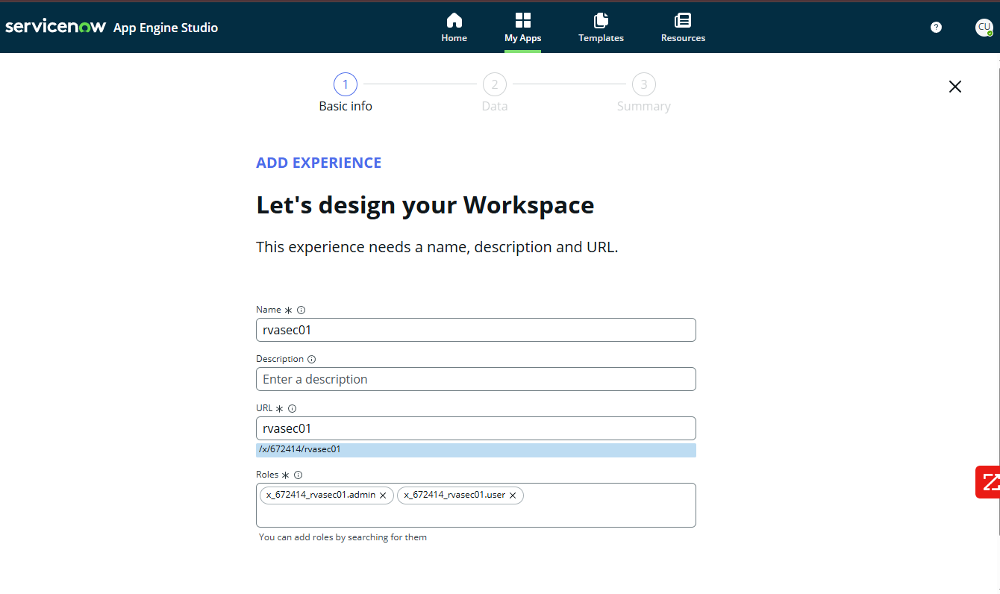 servicenow App Engine Studio
Home
My Apps
Templates
Resources
?
CU
1
2
3
Basic info
Data
Summary
ADD EXPERIENCE
Let's design your Workspace
This experience needs a name, description and URL.
Name *
rvasec01
Description
Enter a description
URL *
rvasec01
/x/672414/rvasec01
Roles *
x_672414_rvasec01.admin
x_672414_rvasec01.user
You can add roles by searching for them